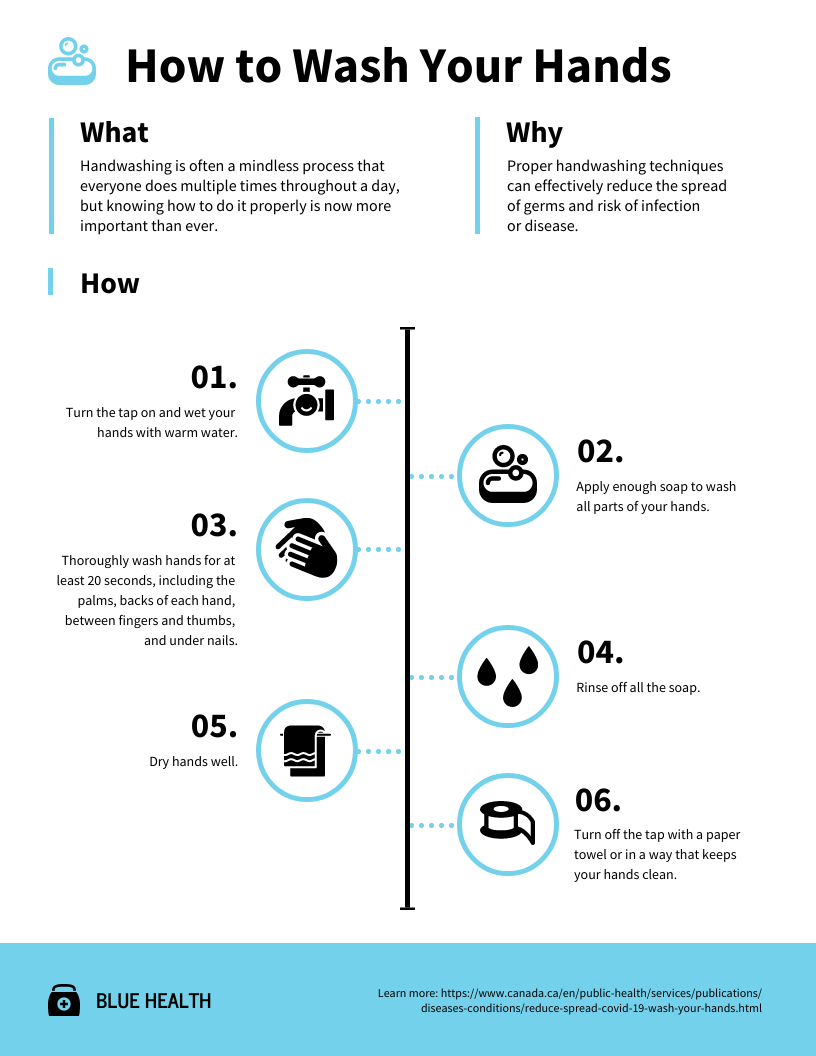 How to Wash Your Hands
What
Handwashing is often a mindless process that
everyone does multiple times throughout a day,
but knowing how to do it properly is now more
important than ever.
Why
Proper handwashing techniques
can effectively reduce the spread
of germs and risk of infection
or disease.
How
01.
Turn the tap on and wet your
hands with warm water.
02.
Apply enough soap to wash
all parts of your hands.
03.
Thoroughly wash hands for at
least 20 seconds, including the
palms, backs of each hand,
between fingers and thumbs,
and under nails.
04.
Rinse off all the soap.
05.
Dry hands well.
06.
Turn off the tap with a paper
towel or in a way that keeps
your hands clean.
BLUE HEALTH
Learn more: https://www.canada.ca/en/public-health/services/publications/
diseases-conditions/reduce-spread-covid-19-wash-your-hands.html